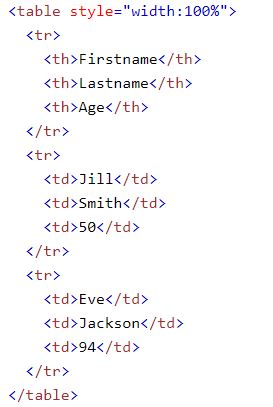 <table style="width:100%">
  <tr>
    <th>Firstname</th>
    <th>Lastname</th>
    <th>Age</th>
  </tr>
  <tr>
    <td>Jill</td>
    <td>Smith</td>
    <td>50</td>
  </tr>
  <tr>
    <td>Eve</td>
    <td>Jackson</td>
    <td>94</td>
  </tr>
</table>